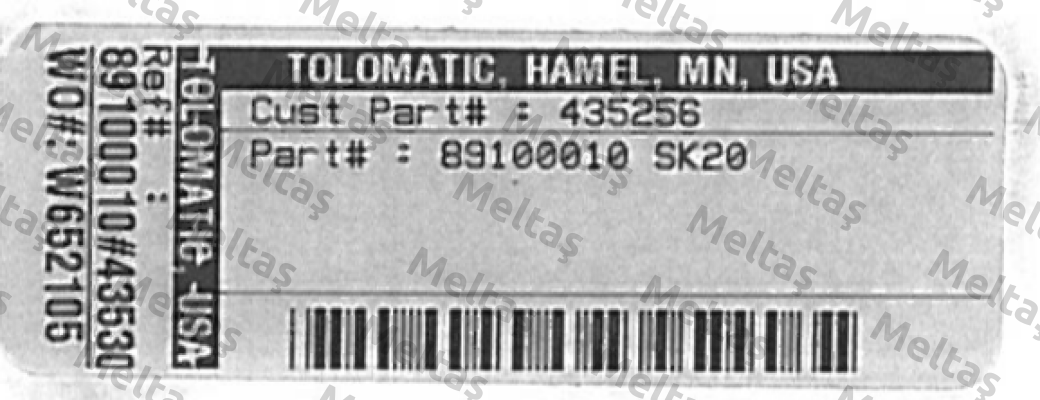 TOLOMATIC, HAMEL, MN, USA
Cust Part# : 435256
Part# : 89100010 SK20
TOLOMATIC, USA
Ref# :
89100010#43530
WO#: W652105
Meltaş